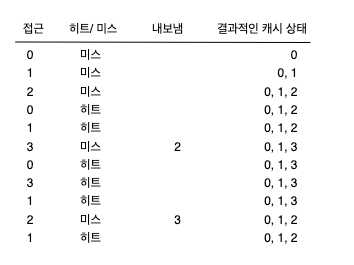 접근 히트/ 미스 내보냄 결과적인 캐시 상태
0 미스 0
1 미스 0, 1
2 미스 0, 1, 2
0 히트 0, 1, 2
1 히트 0, 1, 2
3 미스 2 0, 1, 3
0 히트 0, 1, 3
3 히트 0, 1, 3
1 히트 0, 1, 3
2 미스 3 0, 1, 2
1 히트 0, 1, 2